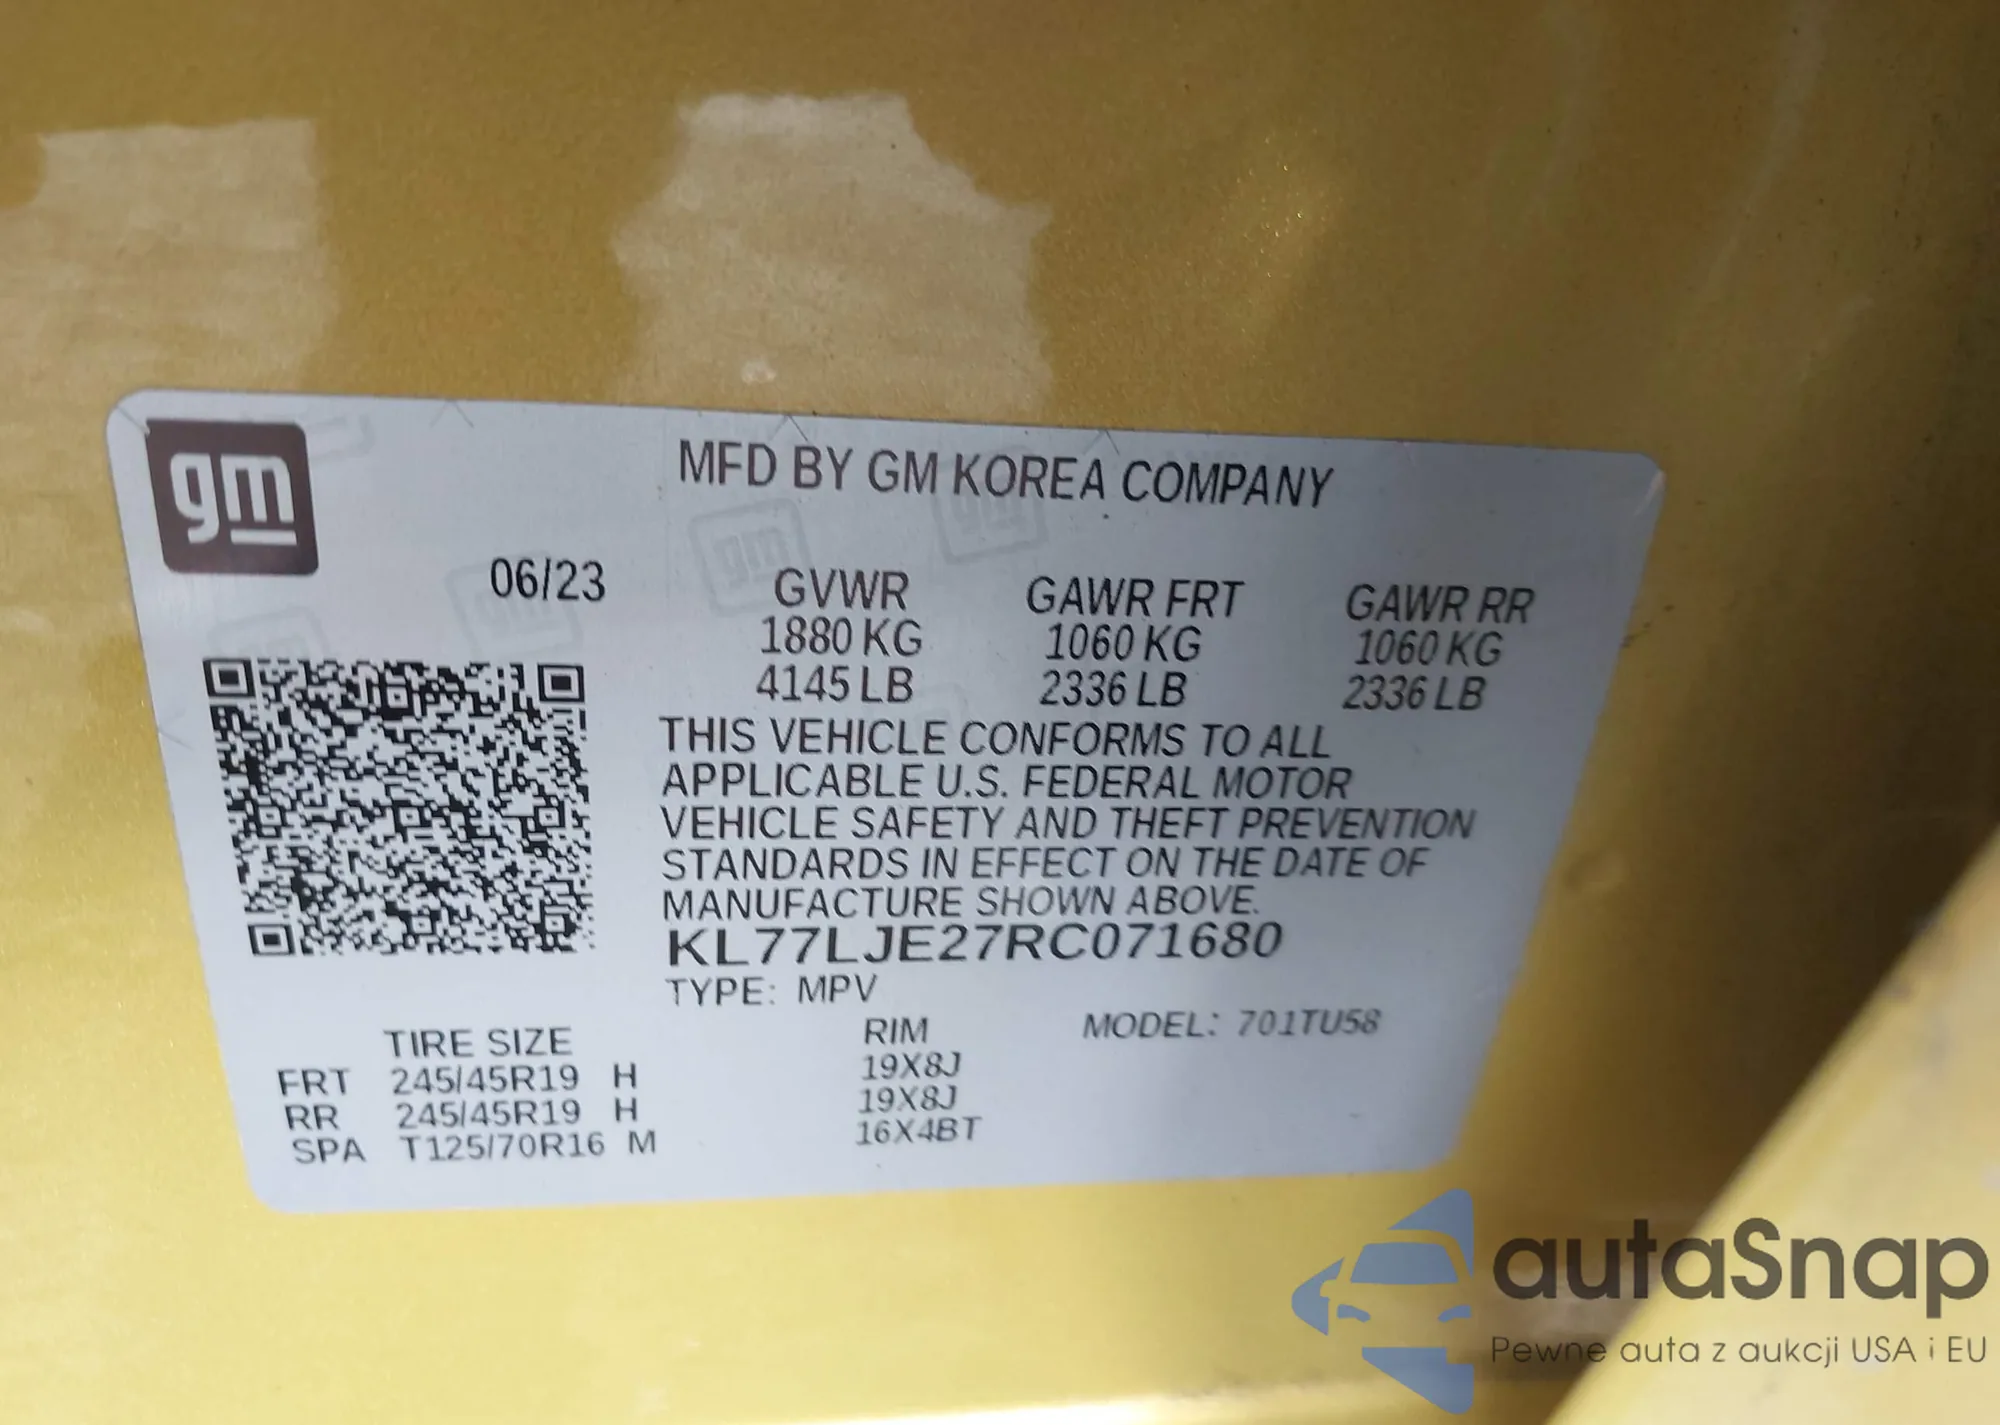 gm
MFD BY GM KOREA COMPANY
06/23
GVWR GAWR FRT GAWR RR
1880 KG 1060 KG 1060 KG
4145 LB 2336 LB 2336 LB
THIS VEHICLE CONFORMS TO ALL
APPLICABLE U.S. FEDERAL MOTOR
VEHICLE SAFETY AND THEFT PREVENTION
STANDARDS IN EFFECT ON THE DATE OF
MANUFACTURE SHOWN ABOVE.
KL77LJE27RC071680
TYPE: MPV
TIRE SIZE RIM MODEL: 701TU58
FRT 245/45R19 H 19X8J
RR 245/45R19 H 19X8J
SPA T125/70R16 M 16X4BT
autaSnap
Pewne auta z aukcji USA i EU